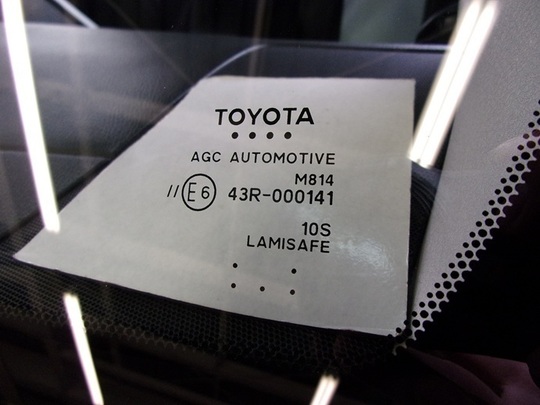 TOYOTA
AGC AUTOMOTIVE
M814
// E6 43R-000141
10S
LAMISAFE